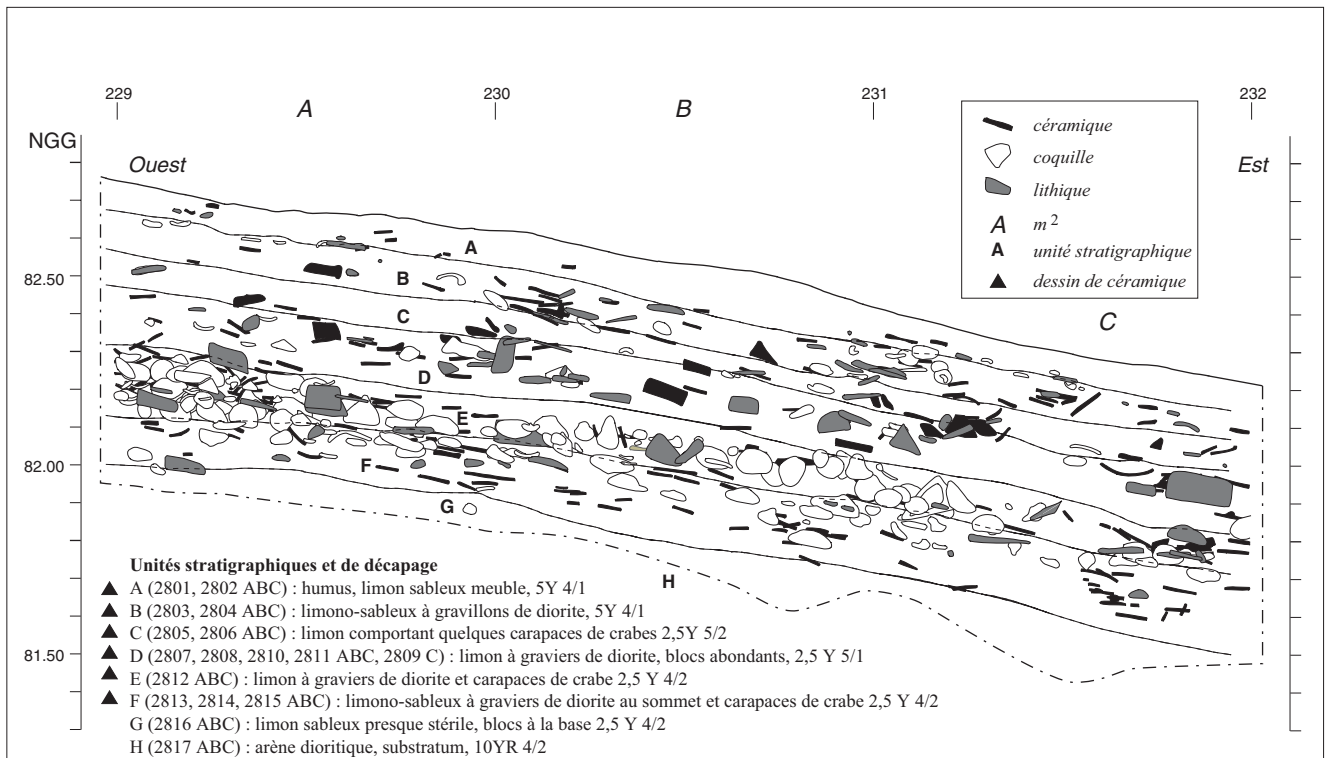 229 A 230 B 231 232
NGG
Ouest
Est
céramique
coquille
lithique
A m 2
A unité stratigraphique
dessin de céramique
C
82.50
82.00
81.50
A
B
C
D
E
F
G
H
Unités stratigraphiques et de décapage
A (2801, 2802 ABC) : humus, limon sableux meuble, 5Y 4/1
B (2803, 2804 ABC) : limono-sableux à gravillons de diorite, 5Y 4/1
C (2805, 2806 ABC) : limon comportant quelques carapaces de crabes 2,5Y 5/2
D (2807, 2808, 2810, 2811 ABC, 2809 C) : limon à graviers de diorite, blocs abondants, 2,5 Y 5/1
E (2812 ABC) : limon à graviers de diorite et carapaces de crabe 2,5 Y 4/2
F (2813, 2814, 2815 ABC) : limono-sableux à graviers de diorite au sommet et carapaces de crabe 2,5 Y 4/2
G (2816 ABC) : limon sableux presque stérile, blocs à la base 2,5 Y 4/2
H (2817 ABC) : arène dioritique, substratum, 10YR 4/2